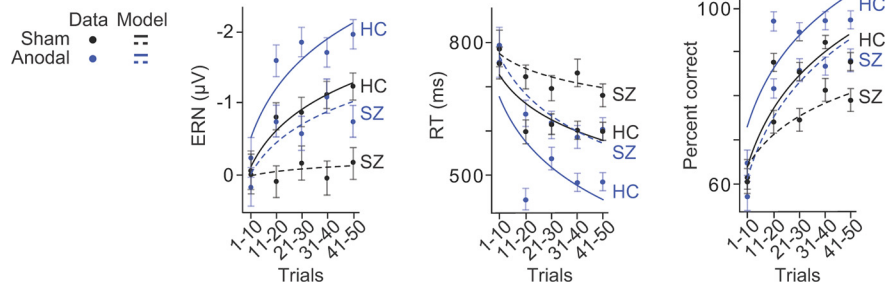 Data Model
Sham
Anodal
ERN (µV)
-2
-1
0
HC
HC
SZ
SZ
1-10
11-20
21-30
31-40
41-50
Trials
RT (ms)
800
500
SZ
HC
SZ
HC
1-10
11-20
21-30
31-40
41-50
Trials
Percent correct
100
60
HC
HC
SZ
SZ
1-10
11-20
21-30
31-40
41-50
Trials